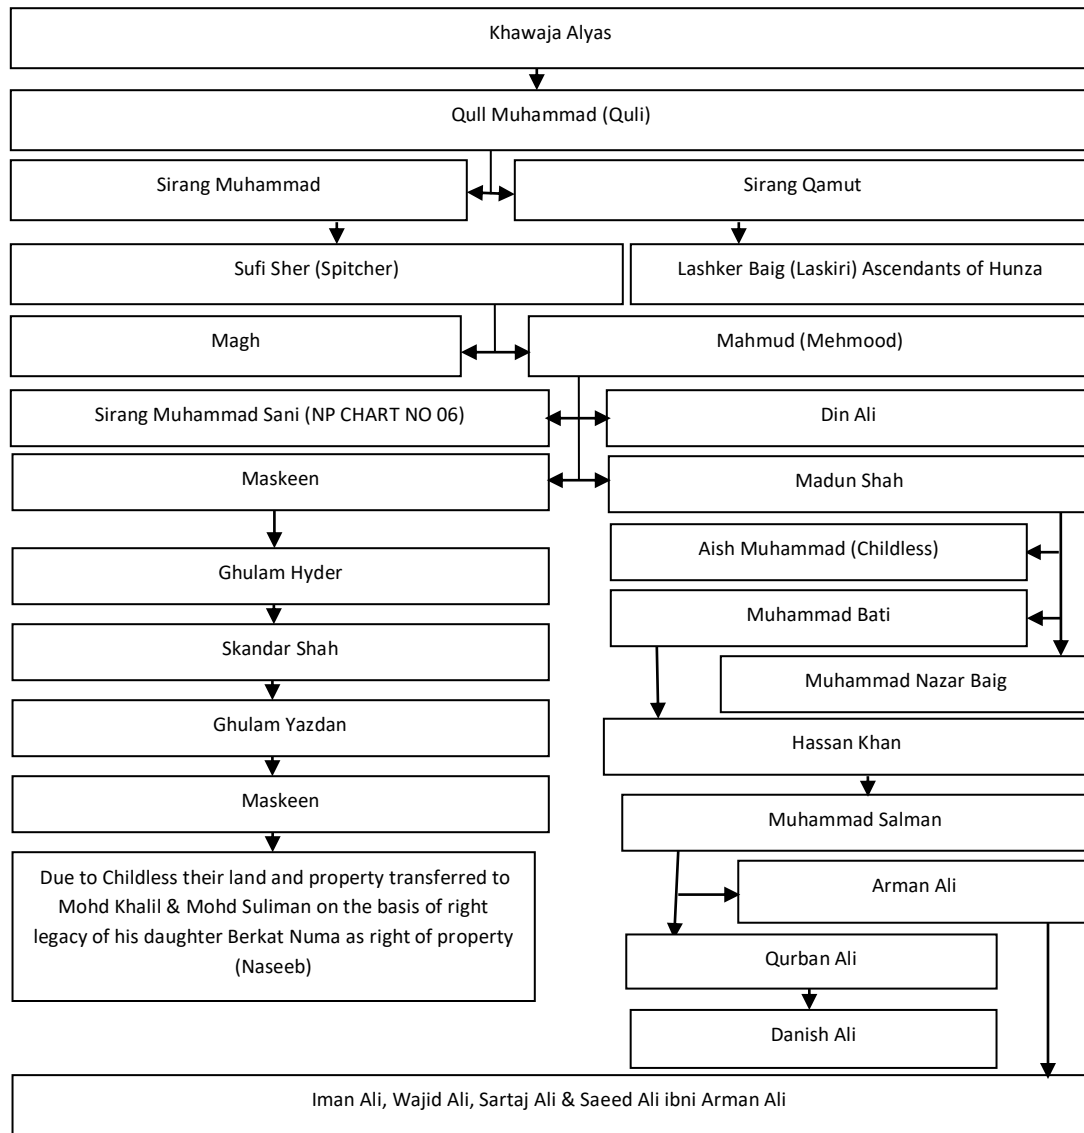 Khawaja Alyas
Qull Muhammad (Quli)
Sirang Muhammad
Sirang Qamut
Sufi Sher (Spitcher)
Lashker Baig (Laskiri) Ascendants of Hunza
Magh
Mahmud (Mehmood)
Sirang Muhammad Sani (NP CHART NO 06)
Din Ali
Maskeen
Madun Shah
Aish Muhammad (Childless)
Ghulam Hyder
Muhammad Bati
Skandar Shah
Muhammad Nazar Baig
Ghulam Yazdan
Hassan Khan
Maskeen
Muhammad Salman
Due to Childless their land and property transferred to
Mohd Khalil & Mohd Suliman on the basis of right
legacy of his daughter Berkat Numa as right of property
(Naseeb)
Arman Ali
Qurban Ali
Danish Ali
Iman Ali, Wajid Ali, Sartaj Ali & Saeed Ali ibni Arman Ali